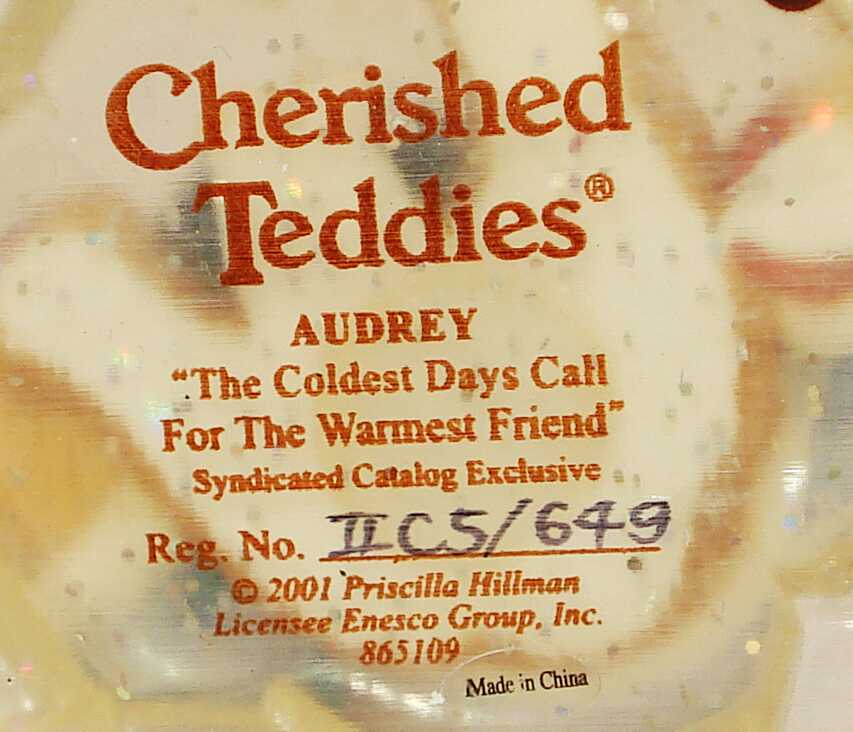 Cherished
Teddies®
AUDREY
"The Coldest Days Call
For The Warmest Friend"
Syndicated Catalog Exclusive
Reg. No. IIC5/649
© 2001 Priscilla Hillman
Licensee Enesco Group, Inc.
865109
Made in China